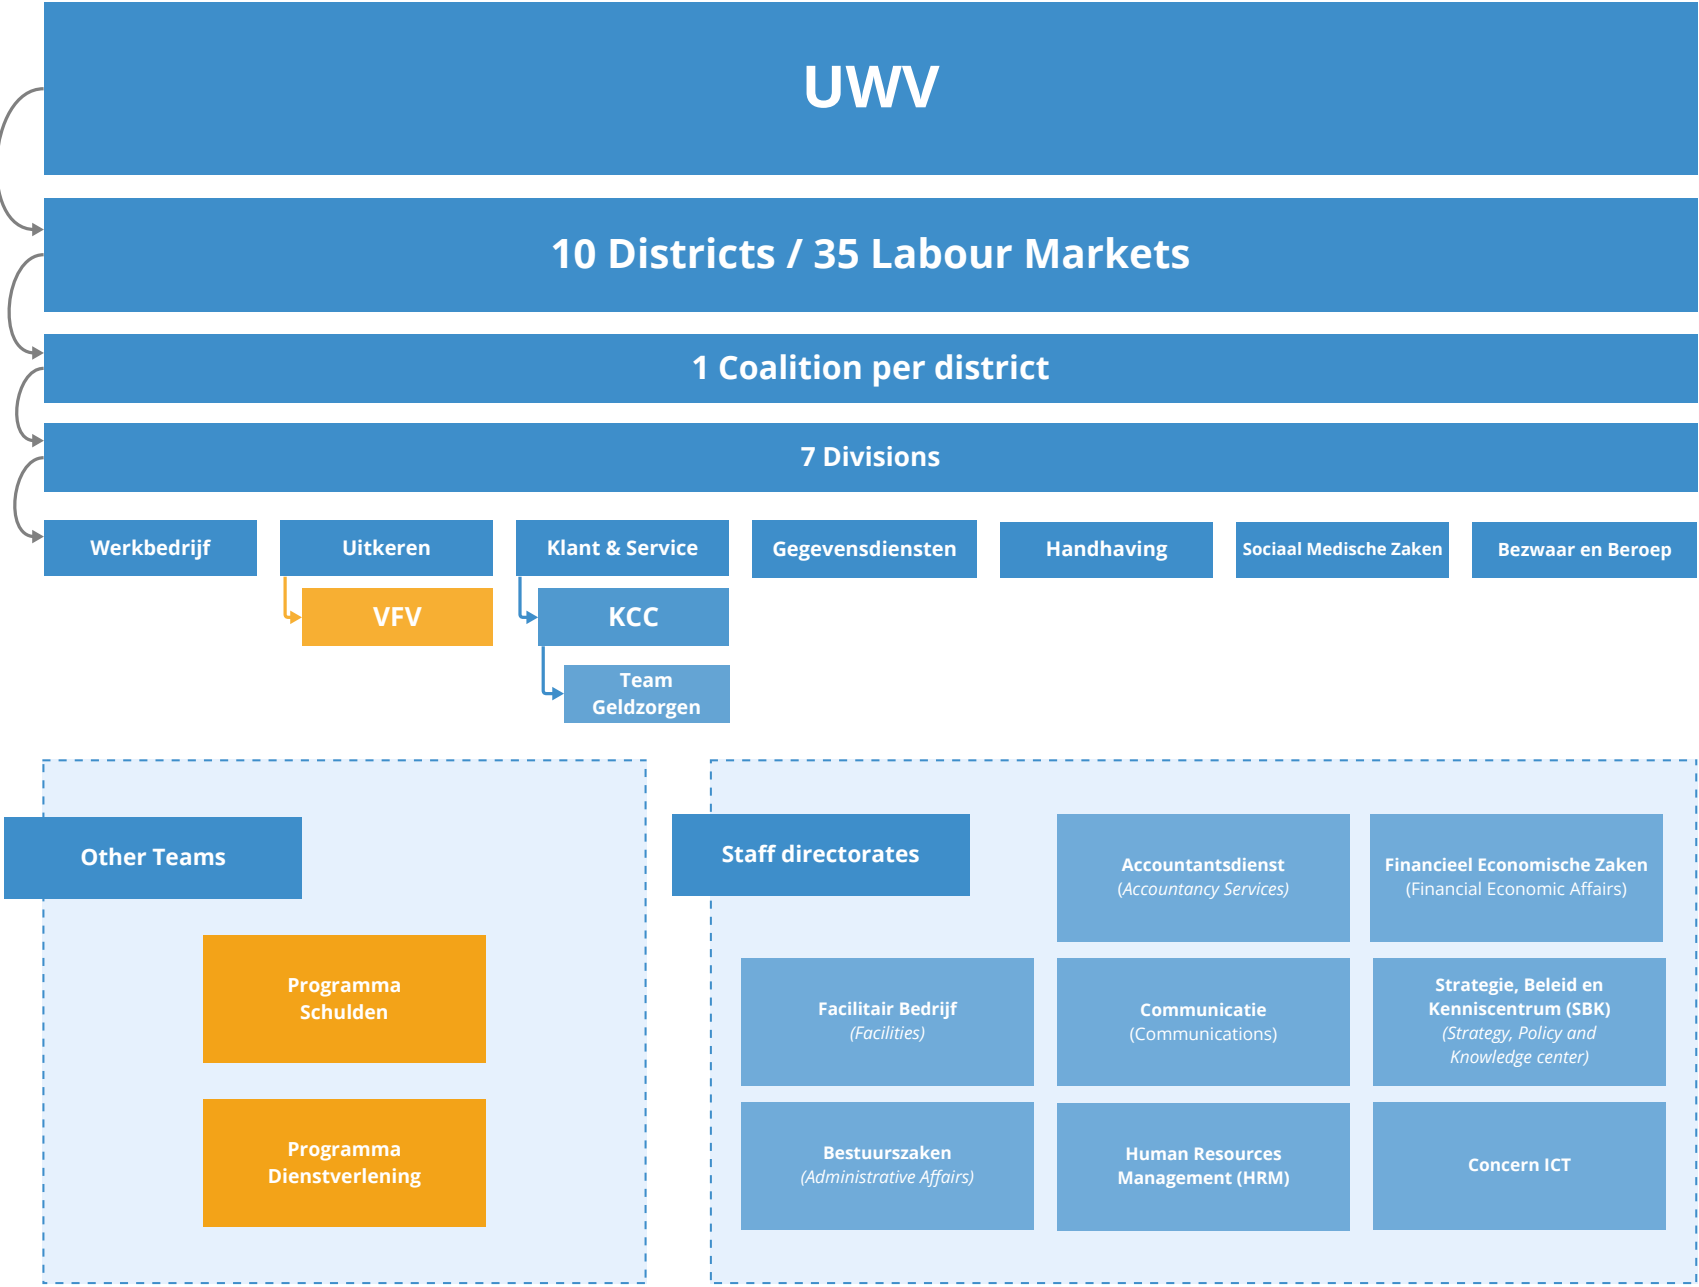 UWV
10 Districts / 35 Labour Markets
1 Coalition per district
7 Divisions
Werkbedrijf
Uitkeren
Klant & Service
Gegevensdiensten
Handhaving
Sociaal Medische Zaken
Bezwaar en Beroep
VFV
KCC
Team
Geldzorgen
Other Teams
Programma
Schulden
Programma
Dienstverlening
Staff directorates
Accountantsdienst
(Accountancy Services)
Financieel Economische Zaken
(Financial Economic Affairs)
Facilitair Bedrijf
(Facilities)
Communicatie
(Communications)
Strategie, Beleid en
Kenniscentrum (SBK)
(Strategy, Policy and
Knowledge center)
Bestuurszaken
(Administrative Affairs)
Human Resources
Management (HRM)
Concern ICT